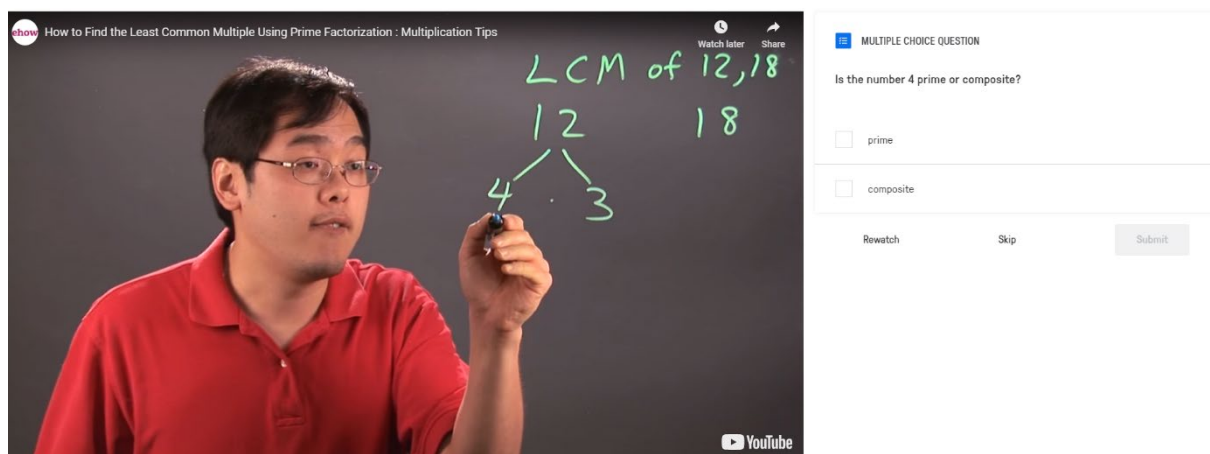 ehow How to Find the Least Common Multiple Using Prime Factorization : Multiplication Tips
Watch later Share
LCM of 12,18
12 18
4 · 3
YouTube
MULTIPLE CHOICE QUESTION
Is the number 4 prime or composite?
prime
composite
Rewatch Skip Submit